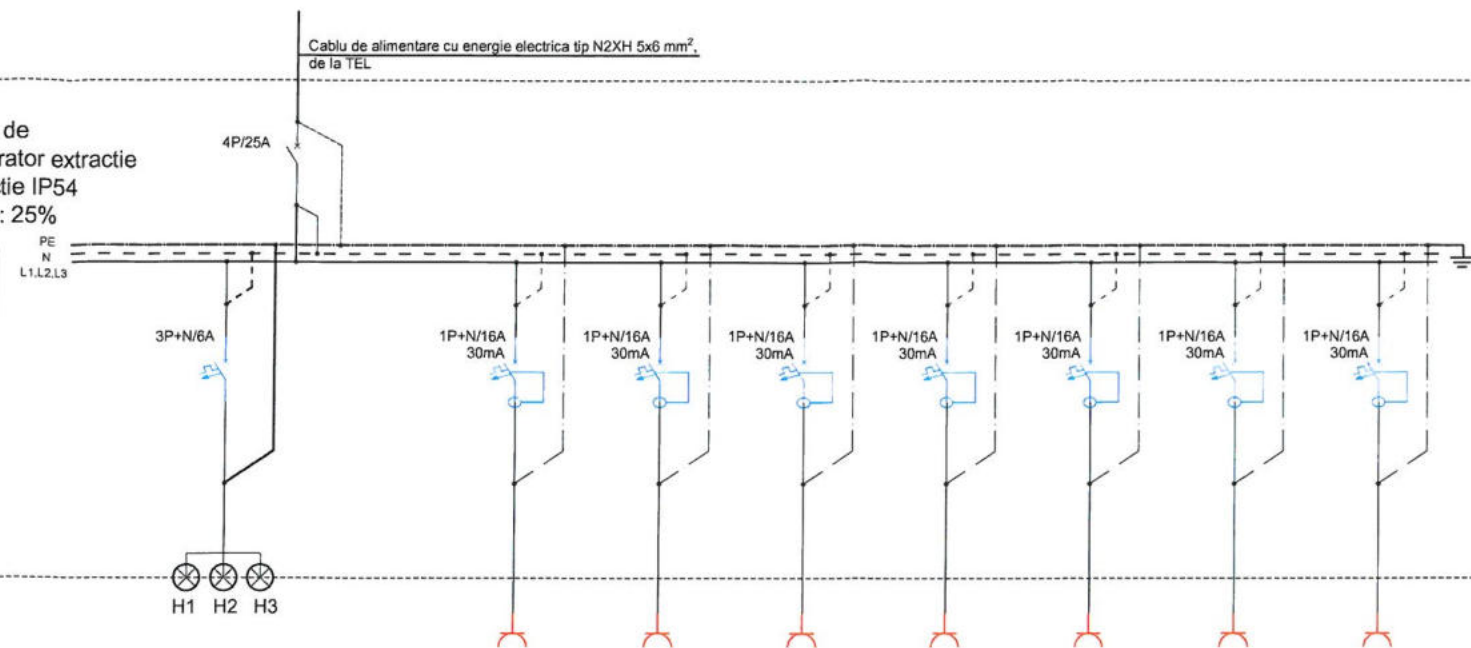 Cablu de alimentare cu energie electrica tip N2XH 5x6 mm²,
de la TEL
de
extractie
IP54
: 25%
4P/25A
PE
N
L1,L2,L3
3P+N/6A
1P+N/16A
30mA
1P+N/16A
30mA
1P+N/16A
30mA
1P+N/16A
30mA
1P+N/16A
30mA
1P+N/16A
30mA
1P+N/16A
30mA
H1 H2 H3